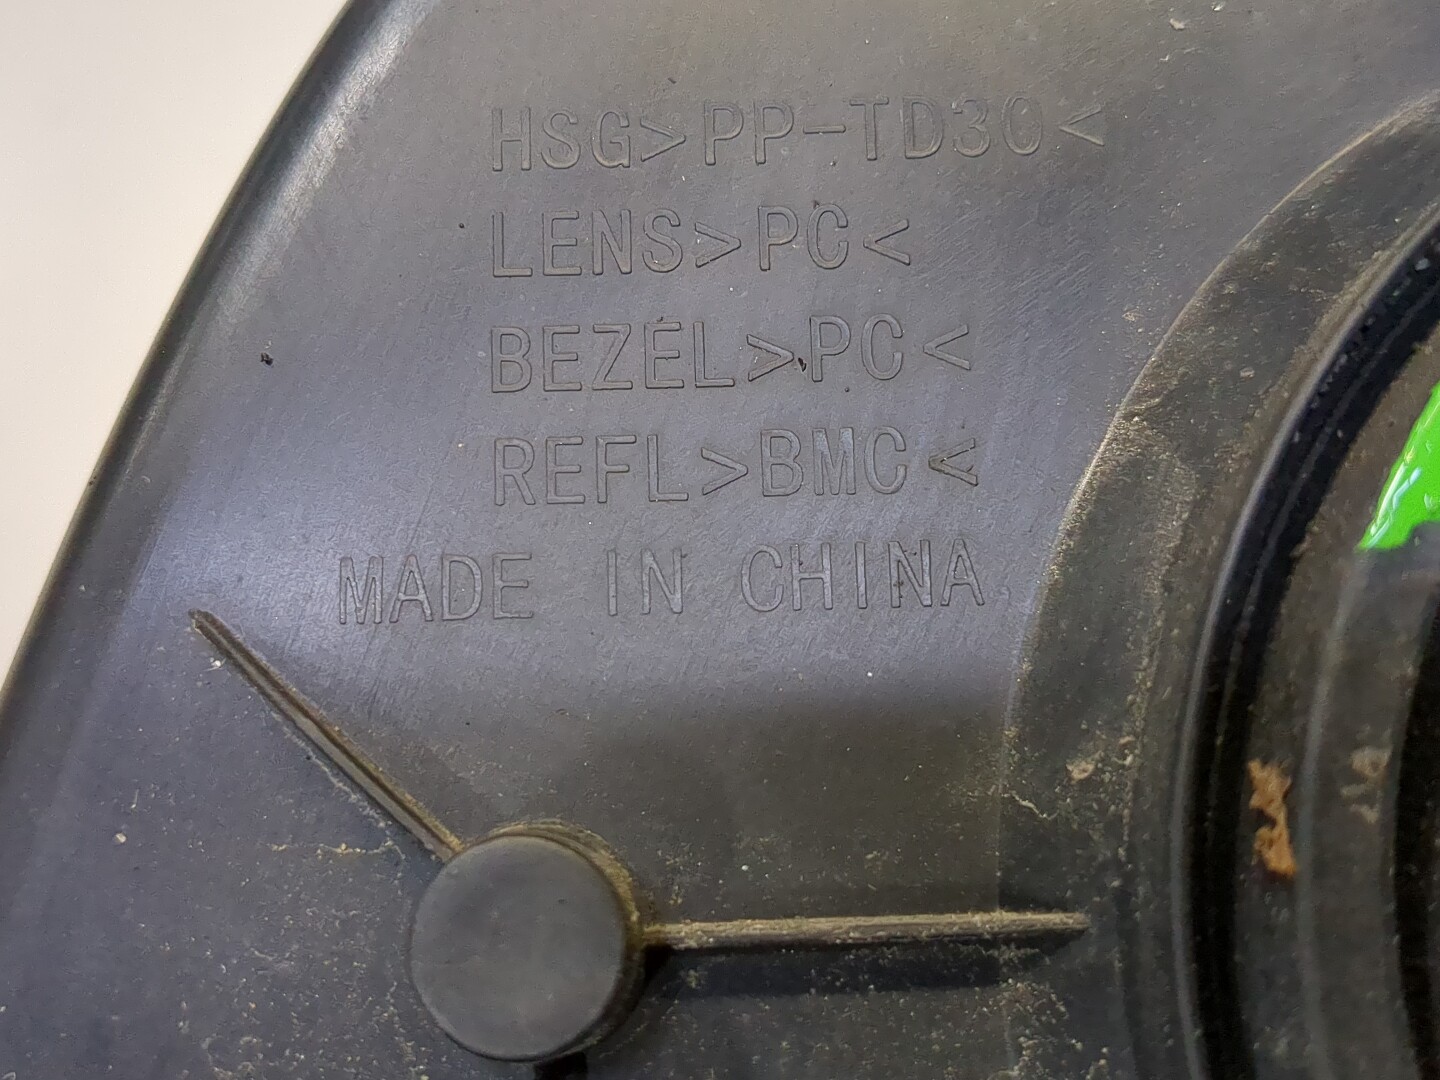 HSG>PP-TD30<
LENS>PC<
BEZEL>PC<
REFL>BMC<
MADE IN CHINA